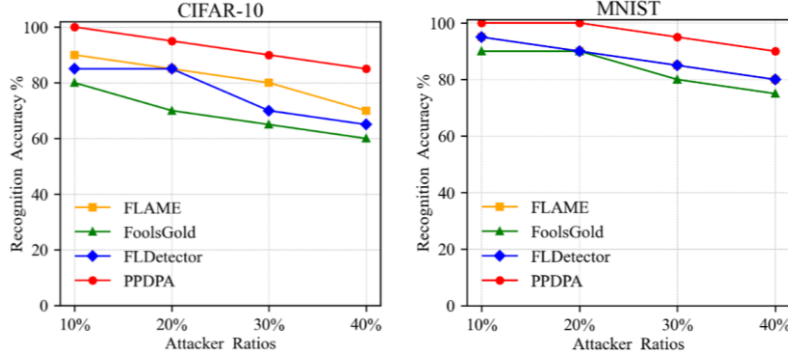 CIFAR-10
100
80
60
40
20
0
Recognition Accuracy %
FLAME
FoolsGold
FLDetector
PPDPA
10% 20% 30% 40%
Attacker Ratios
MNIST
100
80
60
40
20
0
Recognition Accuracy %
FLAME
FoolsGold
FLDetector
PPDPA
10% 20% 30% 40%
Attacker Ratios